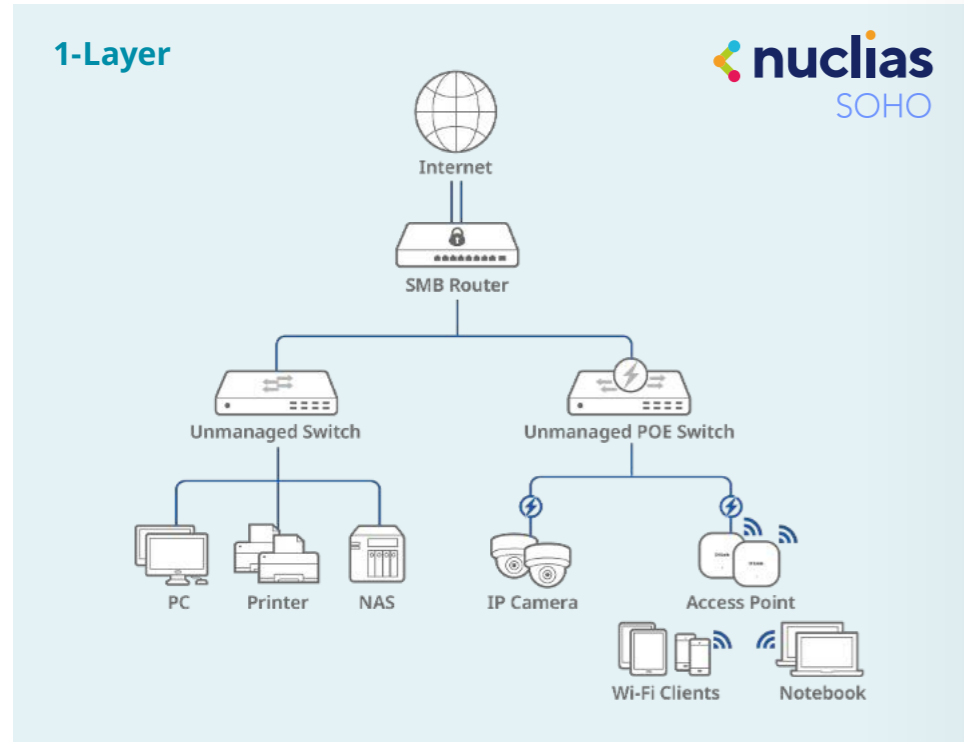 1-Layer
nuclias
SOHO
Internet
SMB Router
Unmanaged Switch
Unmanaged POE Switch
PC
Printer
NAS
IP Camera
Access Point
Wi-Fi Clients
Notebook